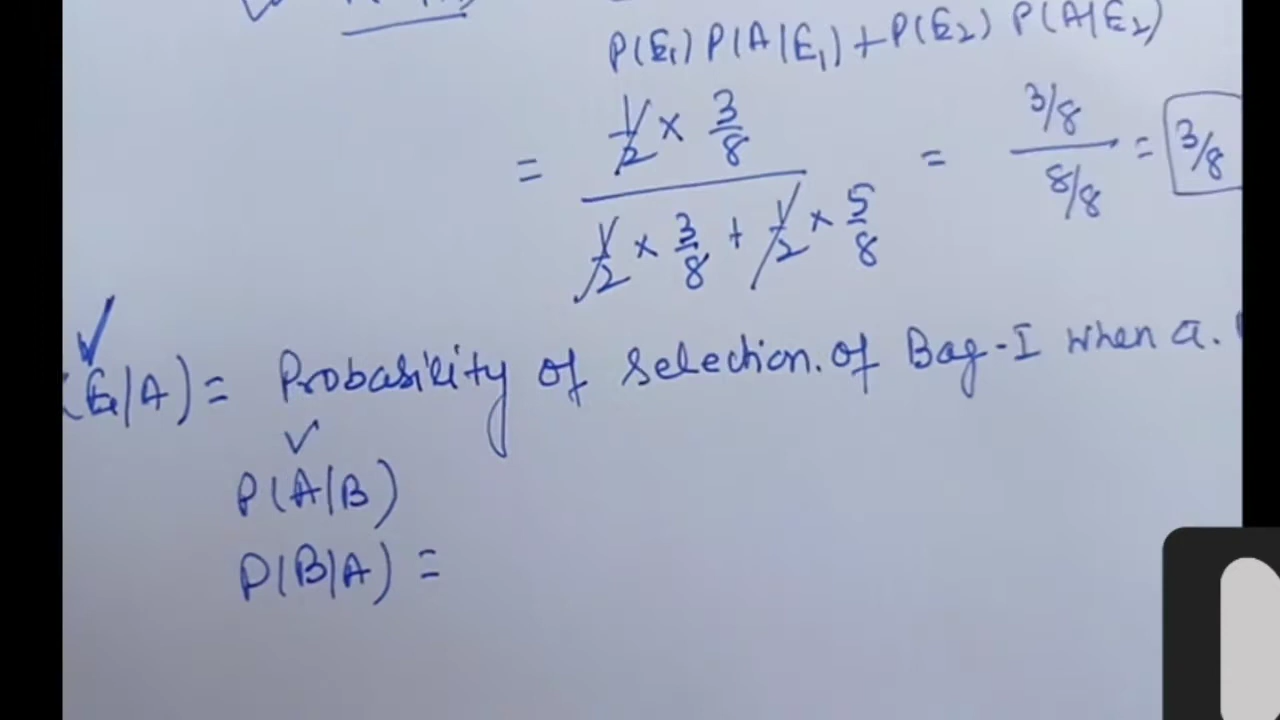 P(E₁) P(A|E₁) + P(E₂) P(A|E₂)
= (1/2 × 3/8) / (1/2 × 3/8 + 1/2 × 5/8) = (3/8) / (8/8) = 3/8
(E₁|A) = Probability of selection. of Bag-I when a.
P(A|B)
P(B|A) =